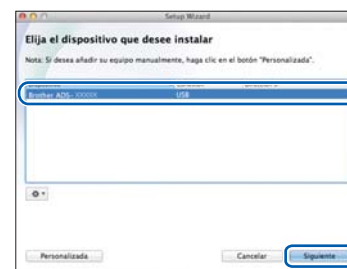 Setup Wizard
Elija el dispositivo que desee instalar
Nota: Si desea añadir su equipo manualmente, haga clic en el botón "Personalizada".
Brother ADS-XXXXX USB
Personalizada Cancelar Siguiente